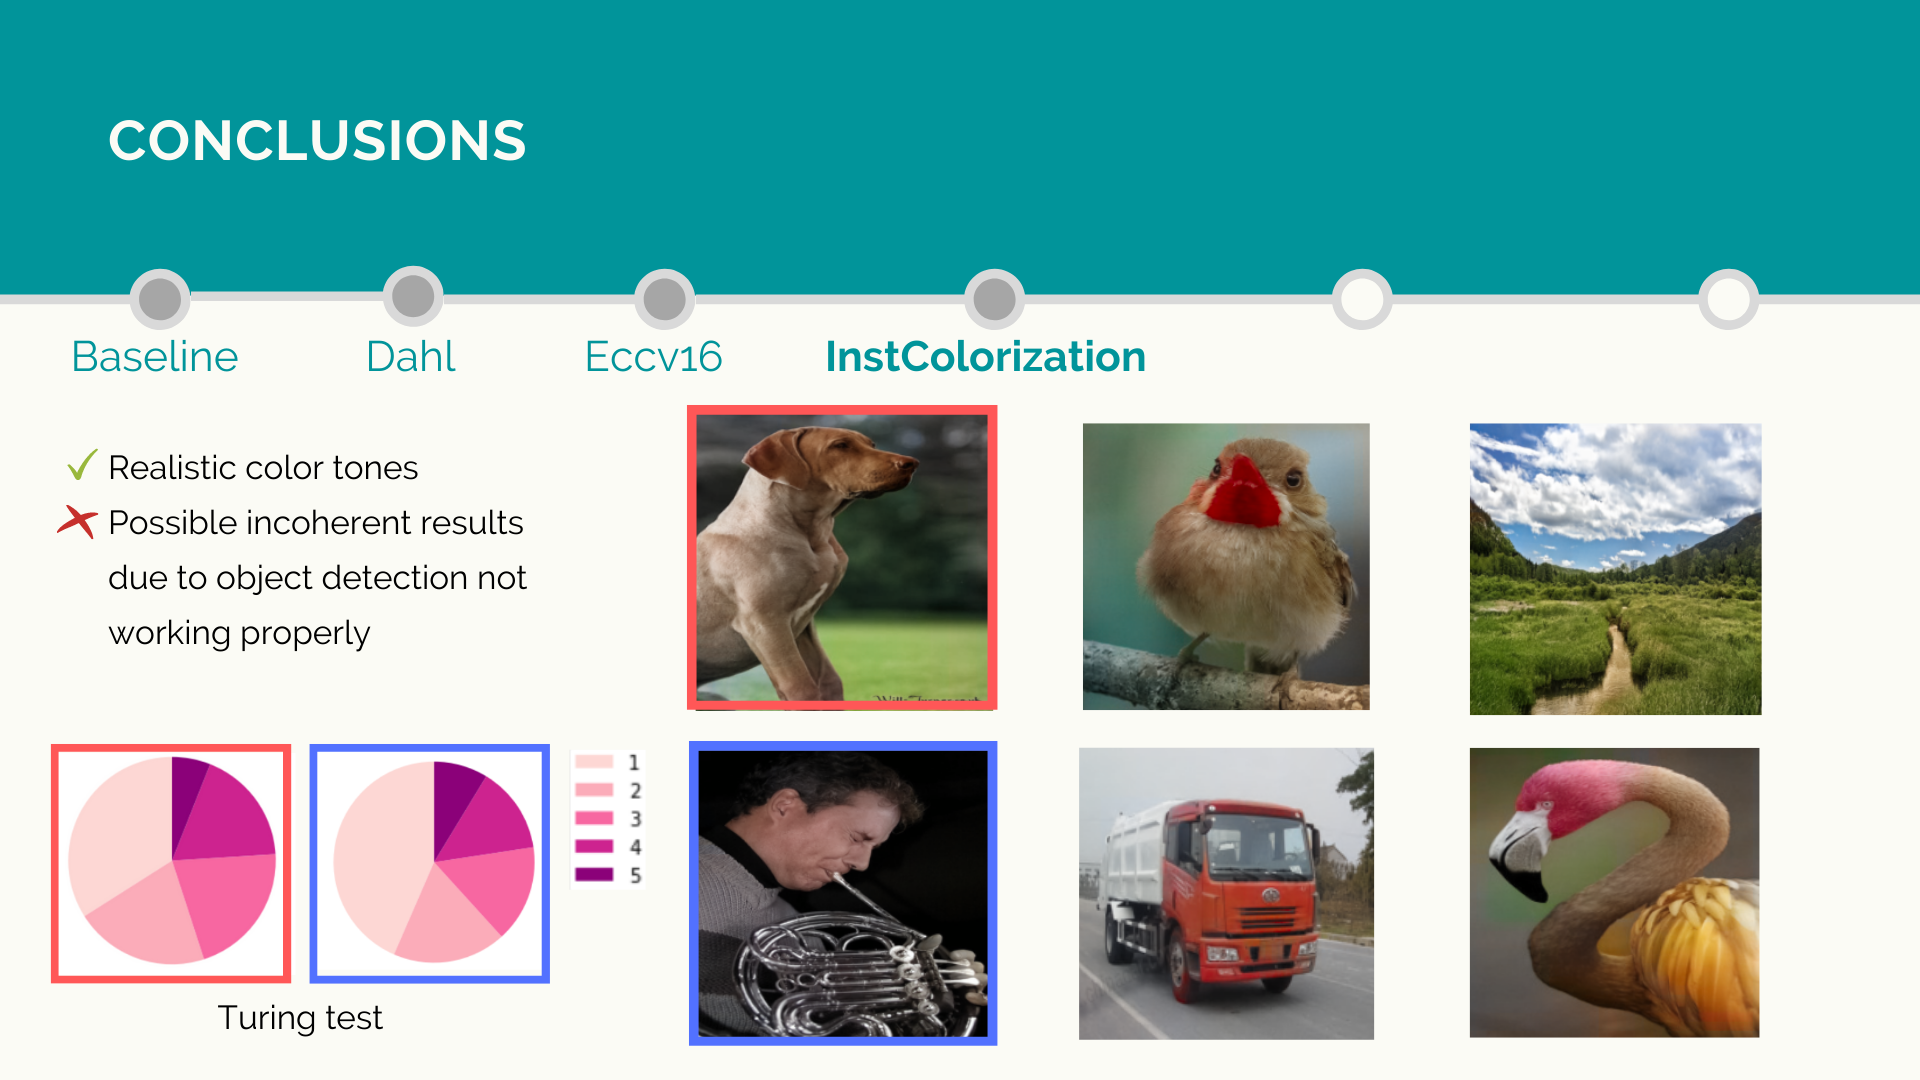 CONCLUSIONS
Baseline
Dahl
Eccv16
InstColorization
Realistic color tones
Possible incoherent results
due to object detection not
working properly
1
2
3
4
5
Turing test